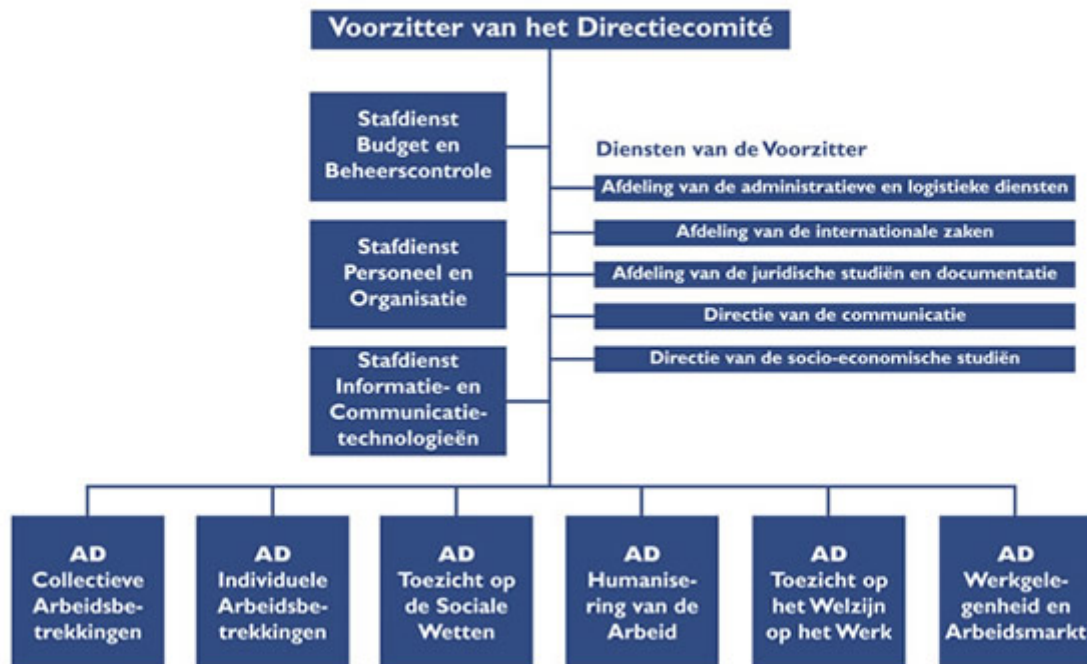 Voorzitter van het Directiecomité
Stafdienst
Budget en
Beheerscontrole
Diensten van de Voorzitter
Afdeling van de administratieve en logistieke diensten
Afdeling van de internationale zaken
Stafdienst
Personeel en
Organisatie
Afdeling van de juridische studiën en documentatie
Directie van de communicatie
Directie van de socio-economische studiën
Stafdienst
Informatie- en
Communicatie-
technologieën
AD
Collectieve
Arbeidsbe-
trekkingen
AD
Individuele
Arbeidsbe-
trekkingen
AD
Toezicht op
de Sociale
Wetten
AD
Humanise-
ring van de
Arbeid
AD
Toezicht op
het Welzijn
op het Werk
AD
Werkgele-
genheid en
Arbeidsmarkt